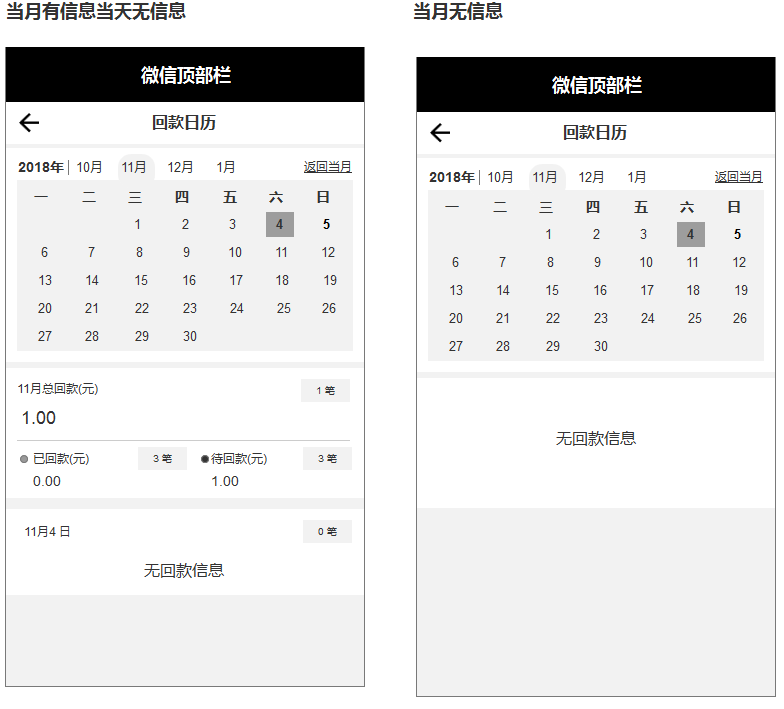 当月有信息当天无信息
微信顶部栏
回款日历
2018年 10月 11月 12月 1月 返回当月
一 二 三 四 五 六 日
1 2 3 4 5
6 7 8 9 10 11 12
13 14 15 16 17 18 19
20 21 22 23 24 25 26
27 28 29 30
11月总回款(元) 1 笔
1.00
已回款(元) 3 笔 待回款(元) 3 笔
0.00 1.00
11月4 日 0 笔
无回款信息
当月无信息
微信顶部栏
回款日历
2018年 10月 11月 12月 1月 返回当月
一 二 三 四 五 六 日
1 2 3 4 5
6 7 8 9 10 11 12
13 14 15 16 17 18 19
20 21 22 23 24 25 26
27 28 29 30
无回款信息